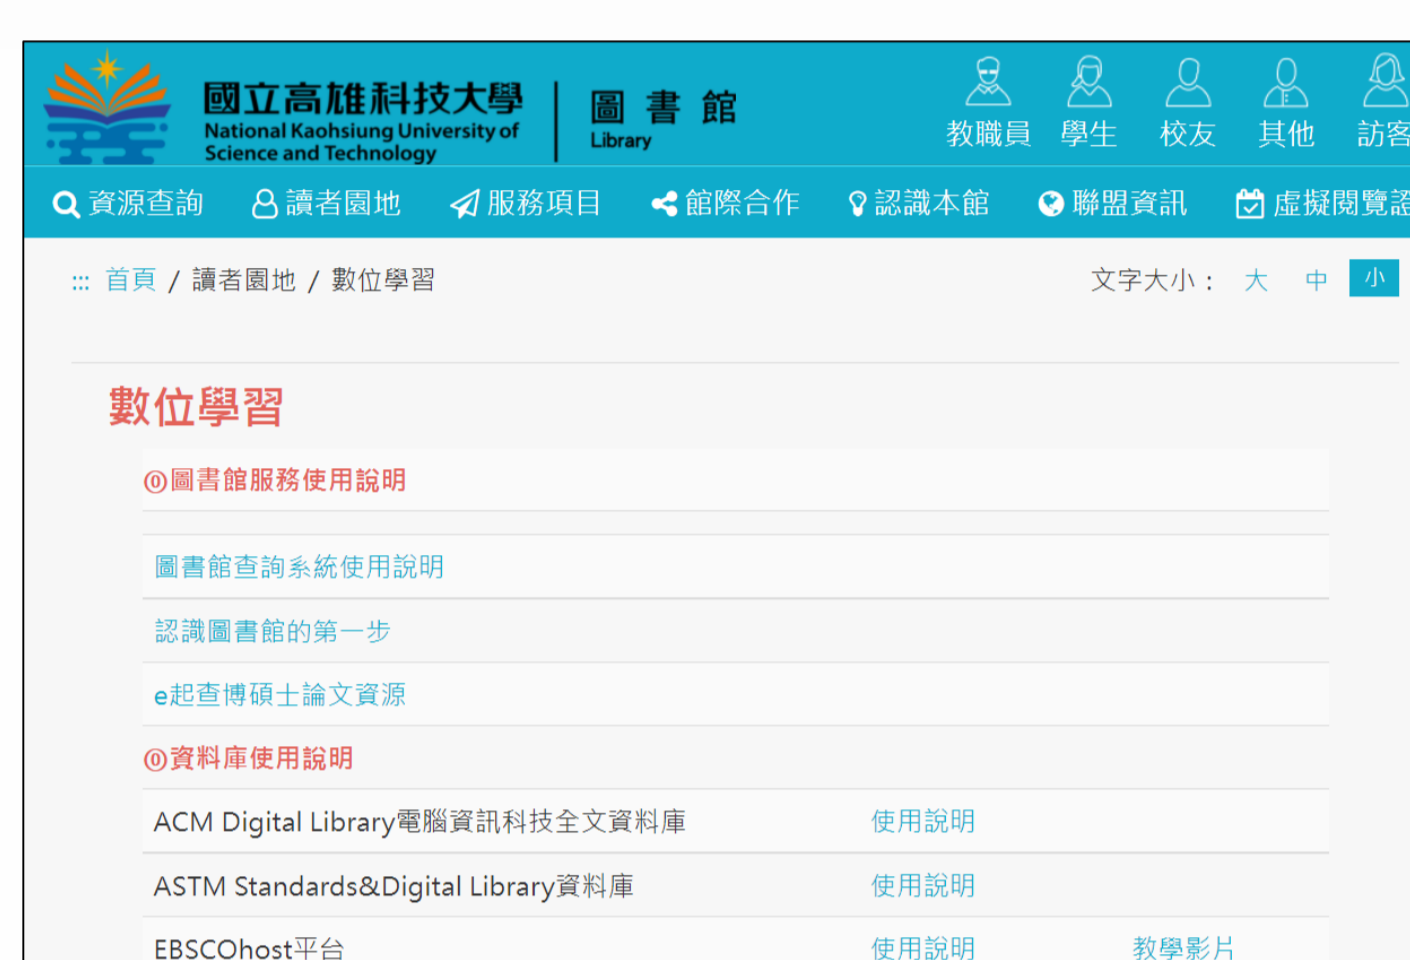 國立高雄科技大學
National Kaohsiung University of
Science and Technology
圖書館
Library
教職員 學生 校友 其他 訪客
資源查詢 讀者園地 服務項目 館際合作 認識本館 聯盟資訊 虛擬閱覽證
::: 首頁 / 讀者園地 / 數位學習
文字大小： 大 中 小
數位學習
⓪圖書館服務使用說明
圖書館查詢系統使用說明
認識圖書館的第一步
e起查博碩士論文資源
⓪資料庫使用說明
ACM Digital Library電腦資訊科技全文資料庫 使用說明
ASTM Standards&Digital Library資料庫 使用說明
EBSCOhost平台 使用說明 教學影片